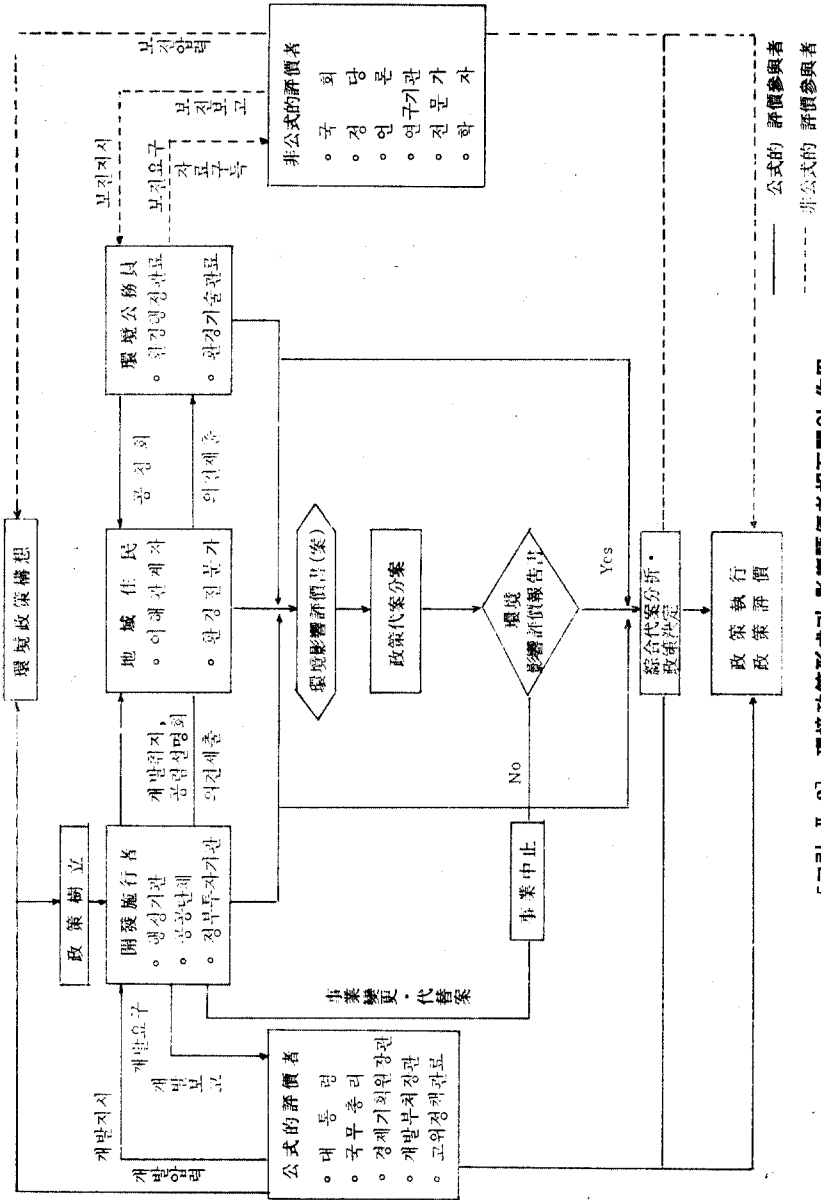 環境政策構想
政策樹立
開發施行者
◦ 행정기관
◦ 공공단체
◦ 정부투자기관
개발취지,
공람설명회
의견제출
地域住民
◦ 이해관계자
◦ 환경전문가
공청회
의견제출
環境公務員
◦ 환경행정관료
◦ 환경기술관료
보전지시
보전보고
보전요구
자료구득
보전압력
非公式的評價者
◦ 국회
◦ 정당
◦ 언론
◦ 연구기관
◦ 전문가
◦ 학자
개발압력
개발지시
개발요구
개발보고
公式的評價者
◦ 대통령
◦ 국무총리
◦ 경제기획원장관
◦ 개발부처장관
◦ 고위정책관료
事業變更·代替案
環境影響評價書(案)
政策代案分案
環境
影響評價報告書
No
Yes
事業中止
綜合代案分析·
政策決定
政策執行
政策評價
—— 公式的 評價參與者
------ 非公式的 評價參與者